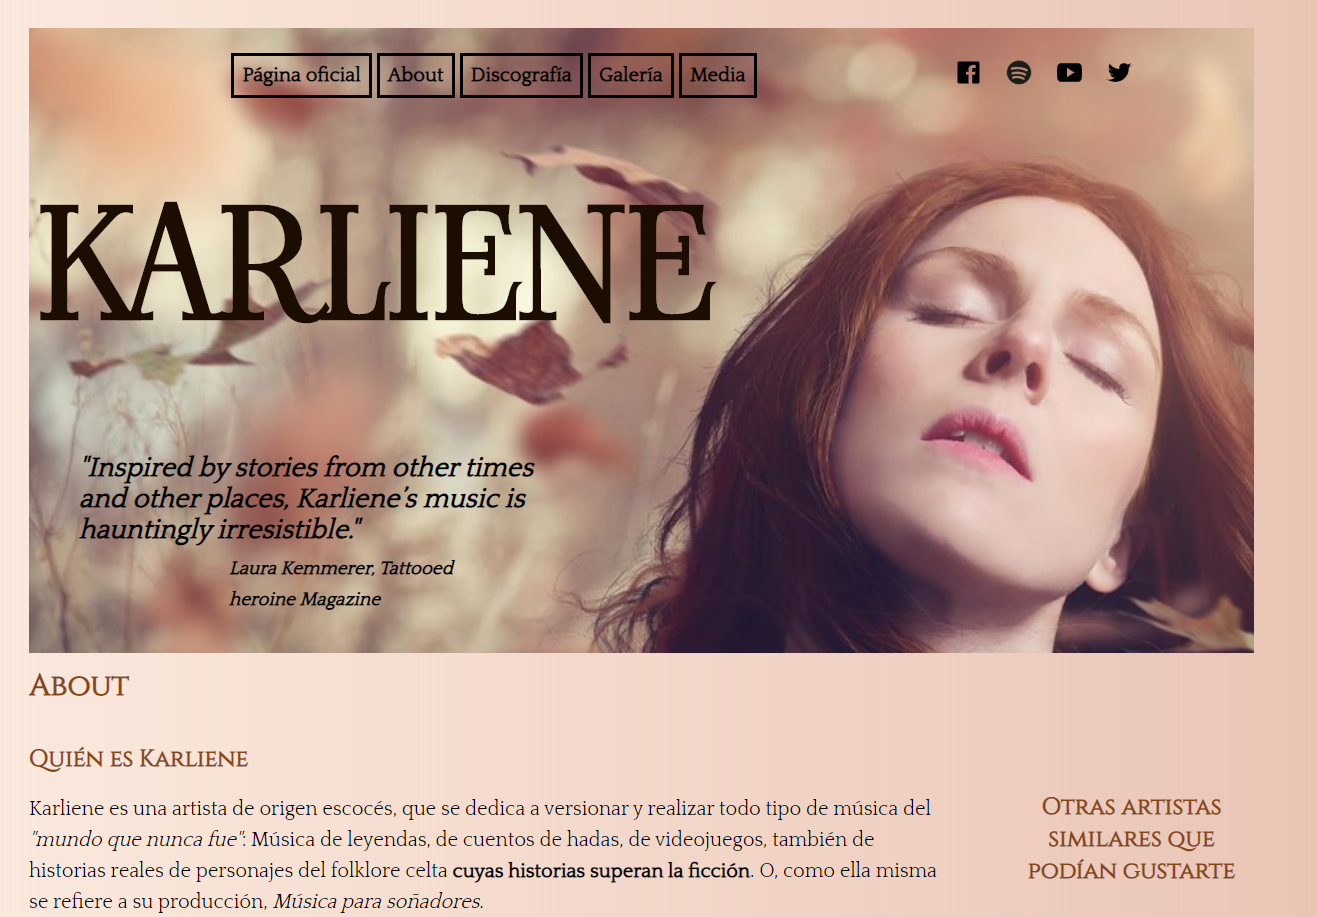 Página oficial About Discografía Galería Media
KARLIENE
"Inspired by stories from other times
and other places, Karliene’s music is
hauntingly irresistible."
Laura Kemmerer, Tattooed
heroine Magazine
About
Quién es Karliene
Karliene es una artista de origen escocés, que se dedica a versionar y realizar todo tipo de música del
"mundo que nunca fue": Música de leyendas, de cuentos de hadas, de videojuegos, también de
historias reales de personajes del folklore celta cuyas historias superan la ficción. O, como ella misma
se refiere a su producción, Música para soñadores.
Otras artistas
similares que
podían gustarte